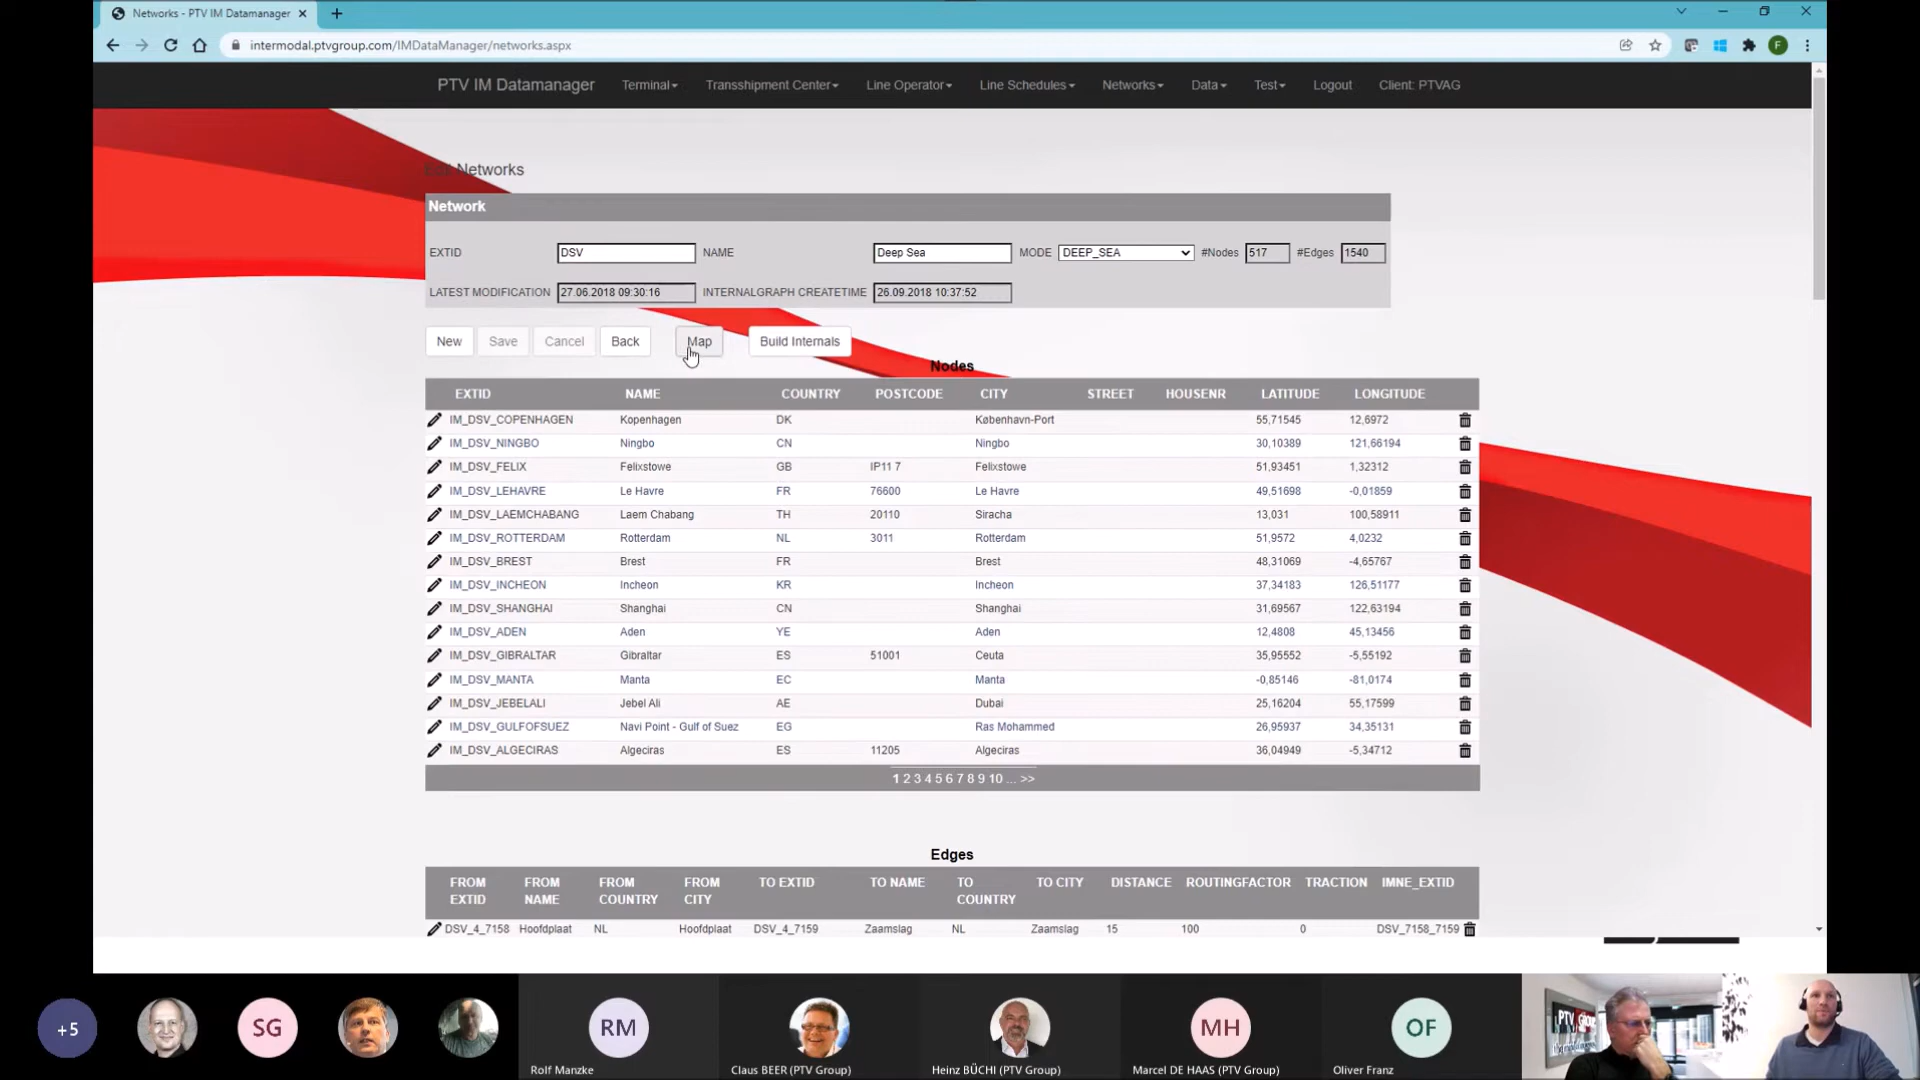 Networks - PTV IM Datamanager
intermodal.ptvgroup.com/IMDataManager/networks.aspx
F
PTV IM Datamanager Terminal Transshipment Center Line Operator Line Schedules Networks Data Test Logout Client: PTVAG
Networks
Network
EXTID DSV NAME Deep Sea MODE DEEP_SEA #Nodes 517 #Edges 1540
LATEST MODIFICATION 27.06.2018 09:30:16 INTERNALGRAPH CREATETIME 26.09.2018 10:37:52
New Save Cancel Back Map Build Internals
Nodes
EXTID NAME COUNTRY POSTCODE CITY STREET HOUSENR LATITUDE LONGITUDE
IM_DSV_COPENHAGEN Kopenhagen DK København-Port 55,71545 12,6972
IM_DSV_NINGBO Ningbo CN Ningbo 30,10389 121,66194
IM_DSV_FELIX Felixstowe GB IP11 7 Felixstowe 51,93451 1,32312
IM_DSV_LEHAVRE Le Havre FR 76600 Le Havre 49,51698 -0,01859
IM_DSV_LAEMCHABANG Laem Chabang TH 20110 Siracha 13,031 100,58911
IM_DSV_ROTTERDAM Rotterdam NL 3011 Rotterdam 51,9572 4,0232
IM_DSV_BREST Brest FR Brest 48,31069 -4,65767
IM_DSV_INCHEON Incheon KR Incheon 37,34183 126,51177
IM_DSV_SHANGHAI Shanghai CN Shanghai 31,69567 122,63194
IM_DSV_ADEN Aden YE Aden 12,4808 45,13456
IM_DSV_GIBRALTAR Gibraltar ES 51001 Ceuta 35,95552 -5,55192
IM_DSV_MANTA Manta EC Manta -0,85146 -81,0174
IM_DSV_JEBELALI Jebel Ali AE Dubai 25,16204 55,17599
IM_DSV_GULFOFSUEZ Navi Point - Gulf of Suez EG Ras Mohammed 26,95937 34,35131
IM_DSV_ALGECIRAS Algeciras ES 11205 Algeciras 36,04949 -5,34712
1 2 3 4 5 6 7 8 9 10 ... >>
Edges
FROM EXTID FROM NAME FROM COUNTRY FROM CITY TO EXTID TO NAME TO COUNTRY TO CITY DISTANCE ROUTINGFACTOR TRACTION IMNE_EXTID
DSV_4_7158 Hoofdplaat NL Hoofdplaat DSV_4_7159 Zaamslag NL Zaamslag 15 100 0 DSV_7158_7159
+5 SG RM MH OF
Rolf Manzke Claus BEER (PTV Group) Heinz BÜCHI (PTV Group) Marcel DE HAAS (PTV Group) Oliver Franz
PTV GROUP